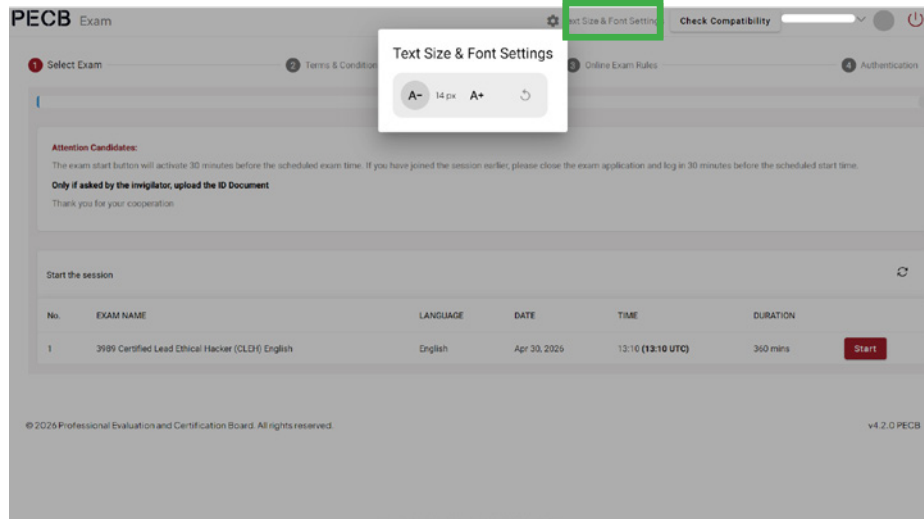 PECB Exam
Text Size & Font Settings
Check Compatibility
Text Size & Font Settings
A- 14 px A+
1 Select Exam
2 Terms & Condition
3 Online Exam Rules
4 Authentication
Attention Candidates:
The exam start button will activate 30 minutes before the scheduled exam time. If you have joined the session earlier, please close the exam application and log in 30 minutes before the scheduled start time.
Only if asked by the invigilator, upload the ID Document
Thank you for your cooperation
Start the session
No. EXAM NAME LANGUAGE DATE TIME DURATION
1 3989 Certified Lead Ethical Hacker (CLEH) English English Apr 30, 2026 13:10 (13:10 UTC) 360 mins Start
© 2026 Professional Evaluation and Certification Board. All rights reserved.
v4.2.0 PECB